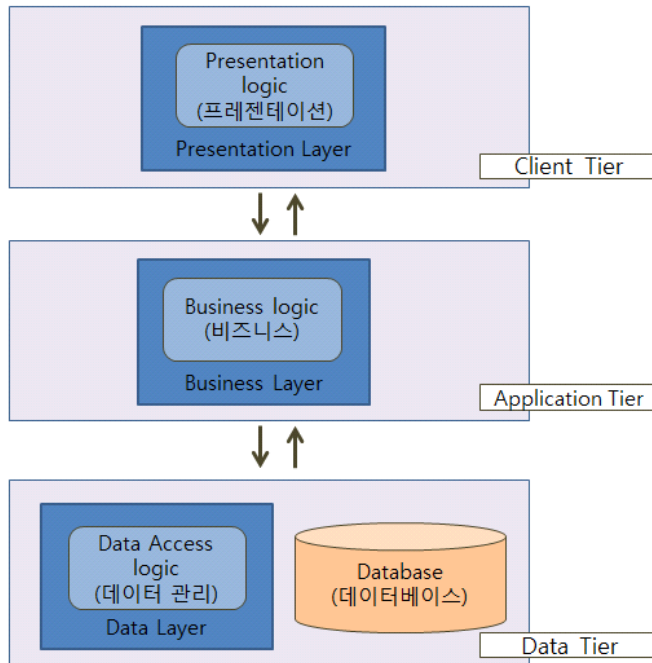 Presentation
logic
(프레젠테이션)
Presentation Layer
Client Tier
Business logic
(비즈니스)
Business Layer
Application Tier
Data Access
logic
(데이터 관리)
Data Layer
Database
(데이터베이스)
Data Tier